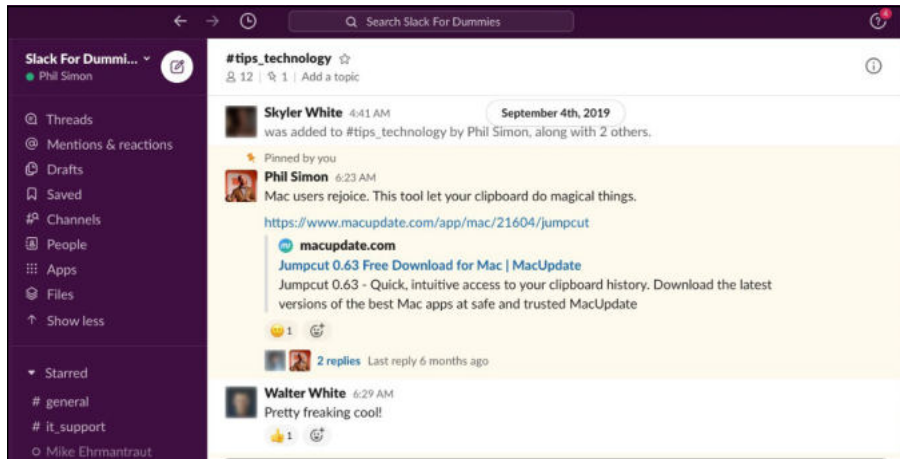 Search Slack For Dummies
4
Slack For Dummi...
Phil Simon
Threads
Mentions & reactions
Drafts
Saved
Channels
People
Apps
Files
Show less
Starred
# general
# it_support
Mike Ehrmantraut
#tips_technology
12 | 1 | Add a topic
September 4th, 2019
Skyler White 4:41 AM
was added to #tips_technology by Phil Simon, along with 2 others.
Pinned by you
Phil Simon 6:23 AM
Mac users rejoice. This tool let your clipboard do magical things.
https://www.macupdate.com/app/mac/21604/jumpcut
macupdate.com
Jumpcut 0.63 Free Download for Mac | MacUpdate
Jumpcut 0.63 - Quick, intuitive access to your clipboard history. Download the latest
versions of the best Mac apps at safe and trusted MacUpdate
1
2 replies Last reply 6 months ago
Walter White 6:29 AM
Pretty freaking cool!
1